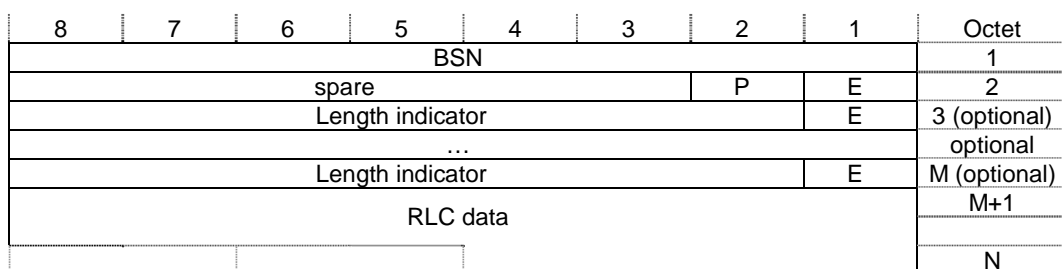 8 7 6 5 4 3 2 1 Octet
BSN 1
spare P E 2
Length indicator E 3 (optional)
… optional
Length indicator E M (optional)
RLC data M+1
N